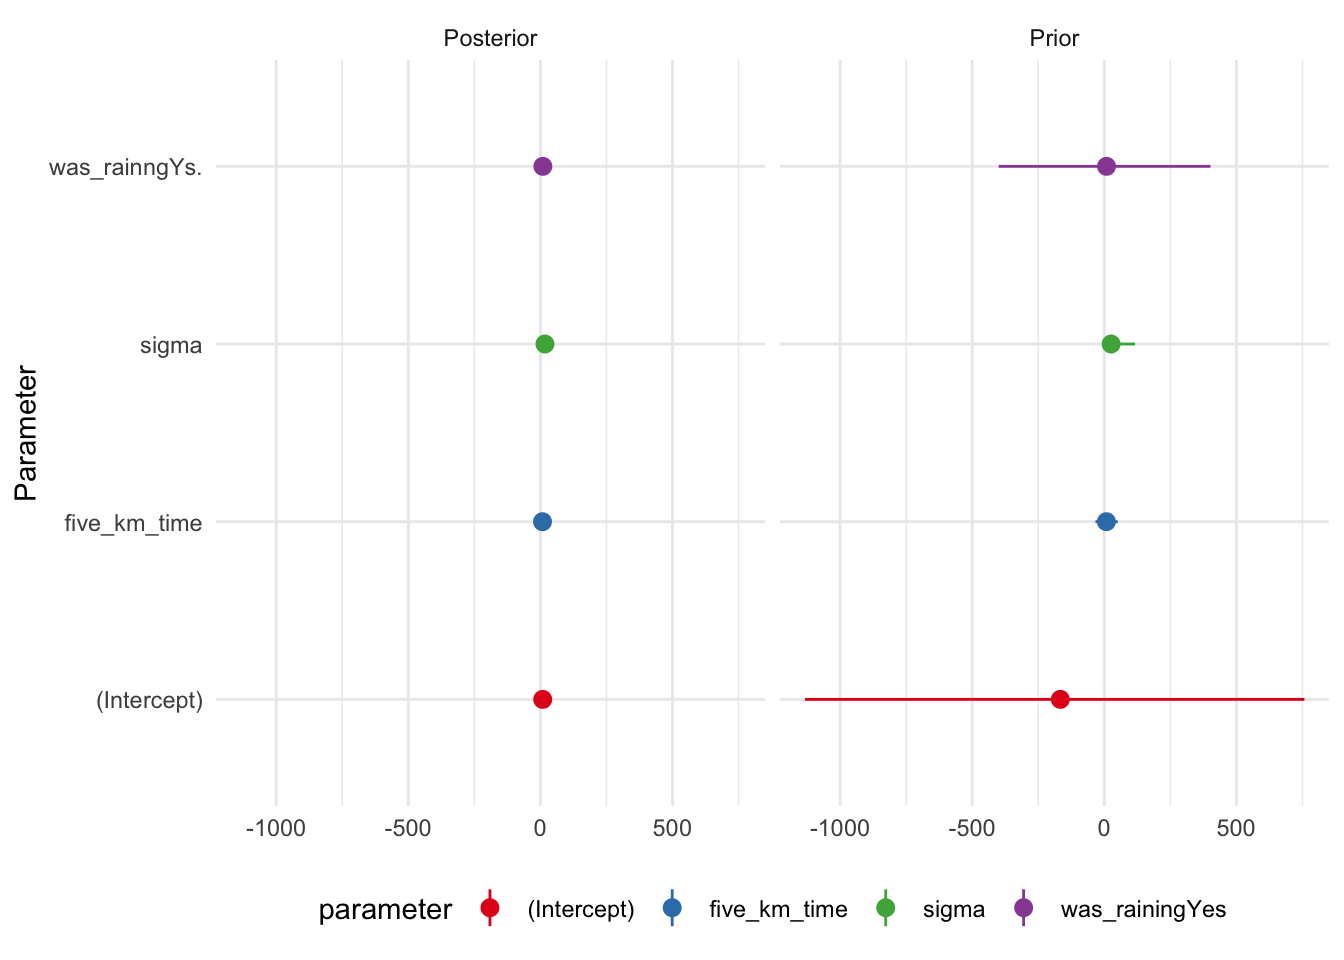 Posterior Prior
was_rainngYs.
sigma
five_km_time
(Intercept)
Parameter
-1000 -500 0 500 -1000 -500 0 500
parameter (Intercept) five_km_time sigma was_rainingYes